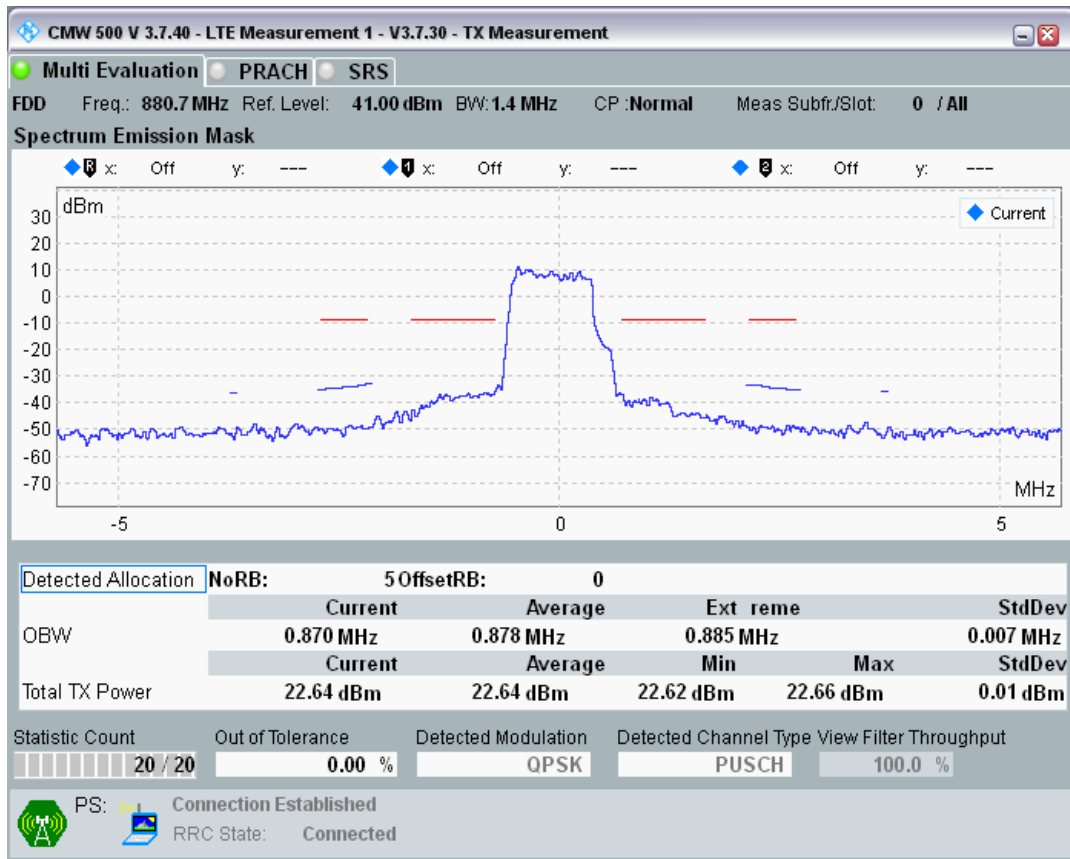 CMW 500 V 3.7.40 - LTE Measurement 1 - V3.7.30 - TX Measurement
Multi Evaluation PRACH SRS
FDD Freq.: 880.7 MHz Ref. Level: 41.00 dBm BW: 1.4 MHz CP :Normal Meas Subfr./Slot: 0 / All
Spectrum Emission Mask
R x: Off y: --- 1 x: Off y: --- 2 x: Off y: ---
dBm
Current
30
20
10
0
-10
-20
-30
-40
-50
-60
-70
MHz
-5 0 5
Detected Allocation NoRB: 5 OffsetRB: 0
Current Average Ext reme StdDev
OBW 0.870 MHz 0.878 MHz 0.885 MHz 0.007 MHz
Current Average Min Max StdDev
Total TX Power 22.64 dBm 22.64 dBm 22.62 dBm 22.66 dBm 0.01 dBm
Statistic Count Out of Tolerance Detected Modulation Detected Channel Type View Filter Throughput
20 / 20 0.00 % QPSK PUSCH 100.0 %
PS: Connection Established
RRC State: Connected